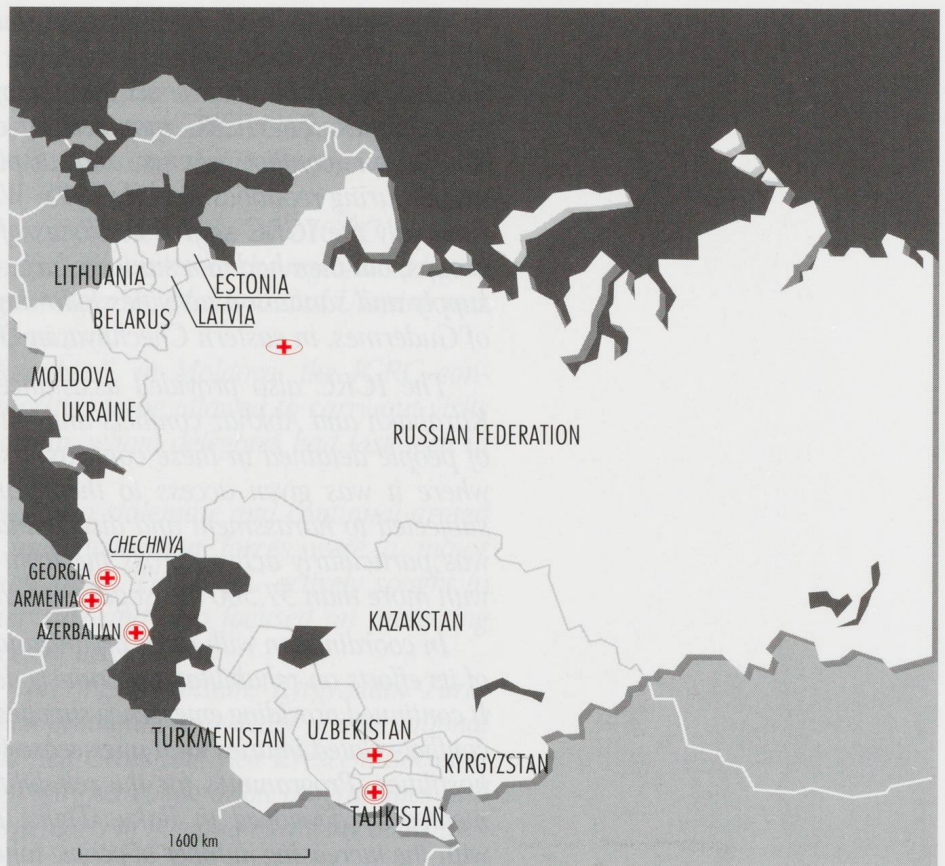 LITHUANIA
ESTONIA
BELARUS
LATVIA
MOLDOVA
UKRAINE
RUSSIAN FEDERATION
CHECHNYA
GEORGIA
ARMENIA
AZERBAIJAN
KAZAKSTAN
TURKMENISTAN
UZBEKISTAN
KYRGYZSTAN
TAJIKISTAN
1600 km